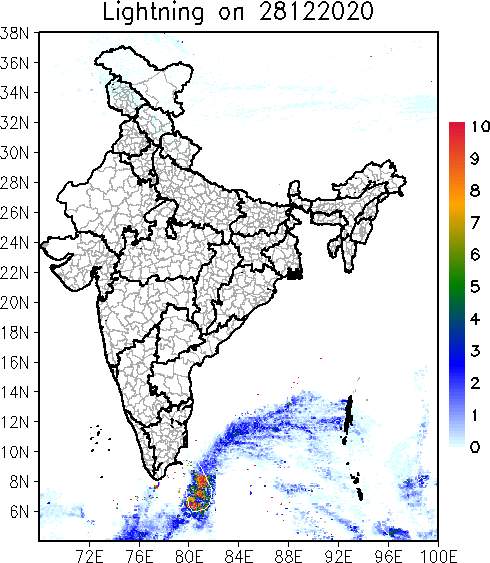 Lightning on 28122020
38N
36N
34N
32N
30N
28N
26N
24N
22N
20N
18N
16N
14N
12N
10N
8N
6N
72E 76E 80E 84E 88E 92E 96E 100E
10
9
8
7
6
5
4
3
2
1
0